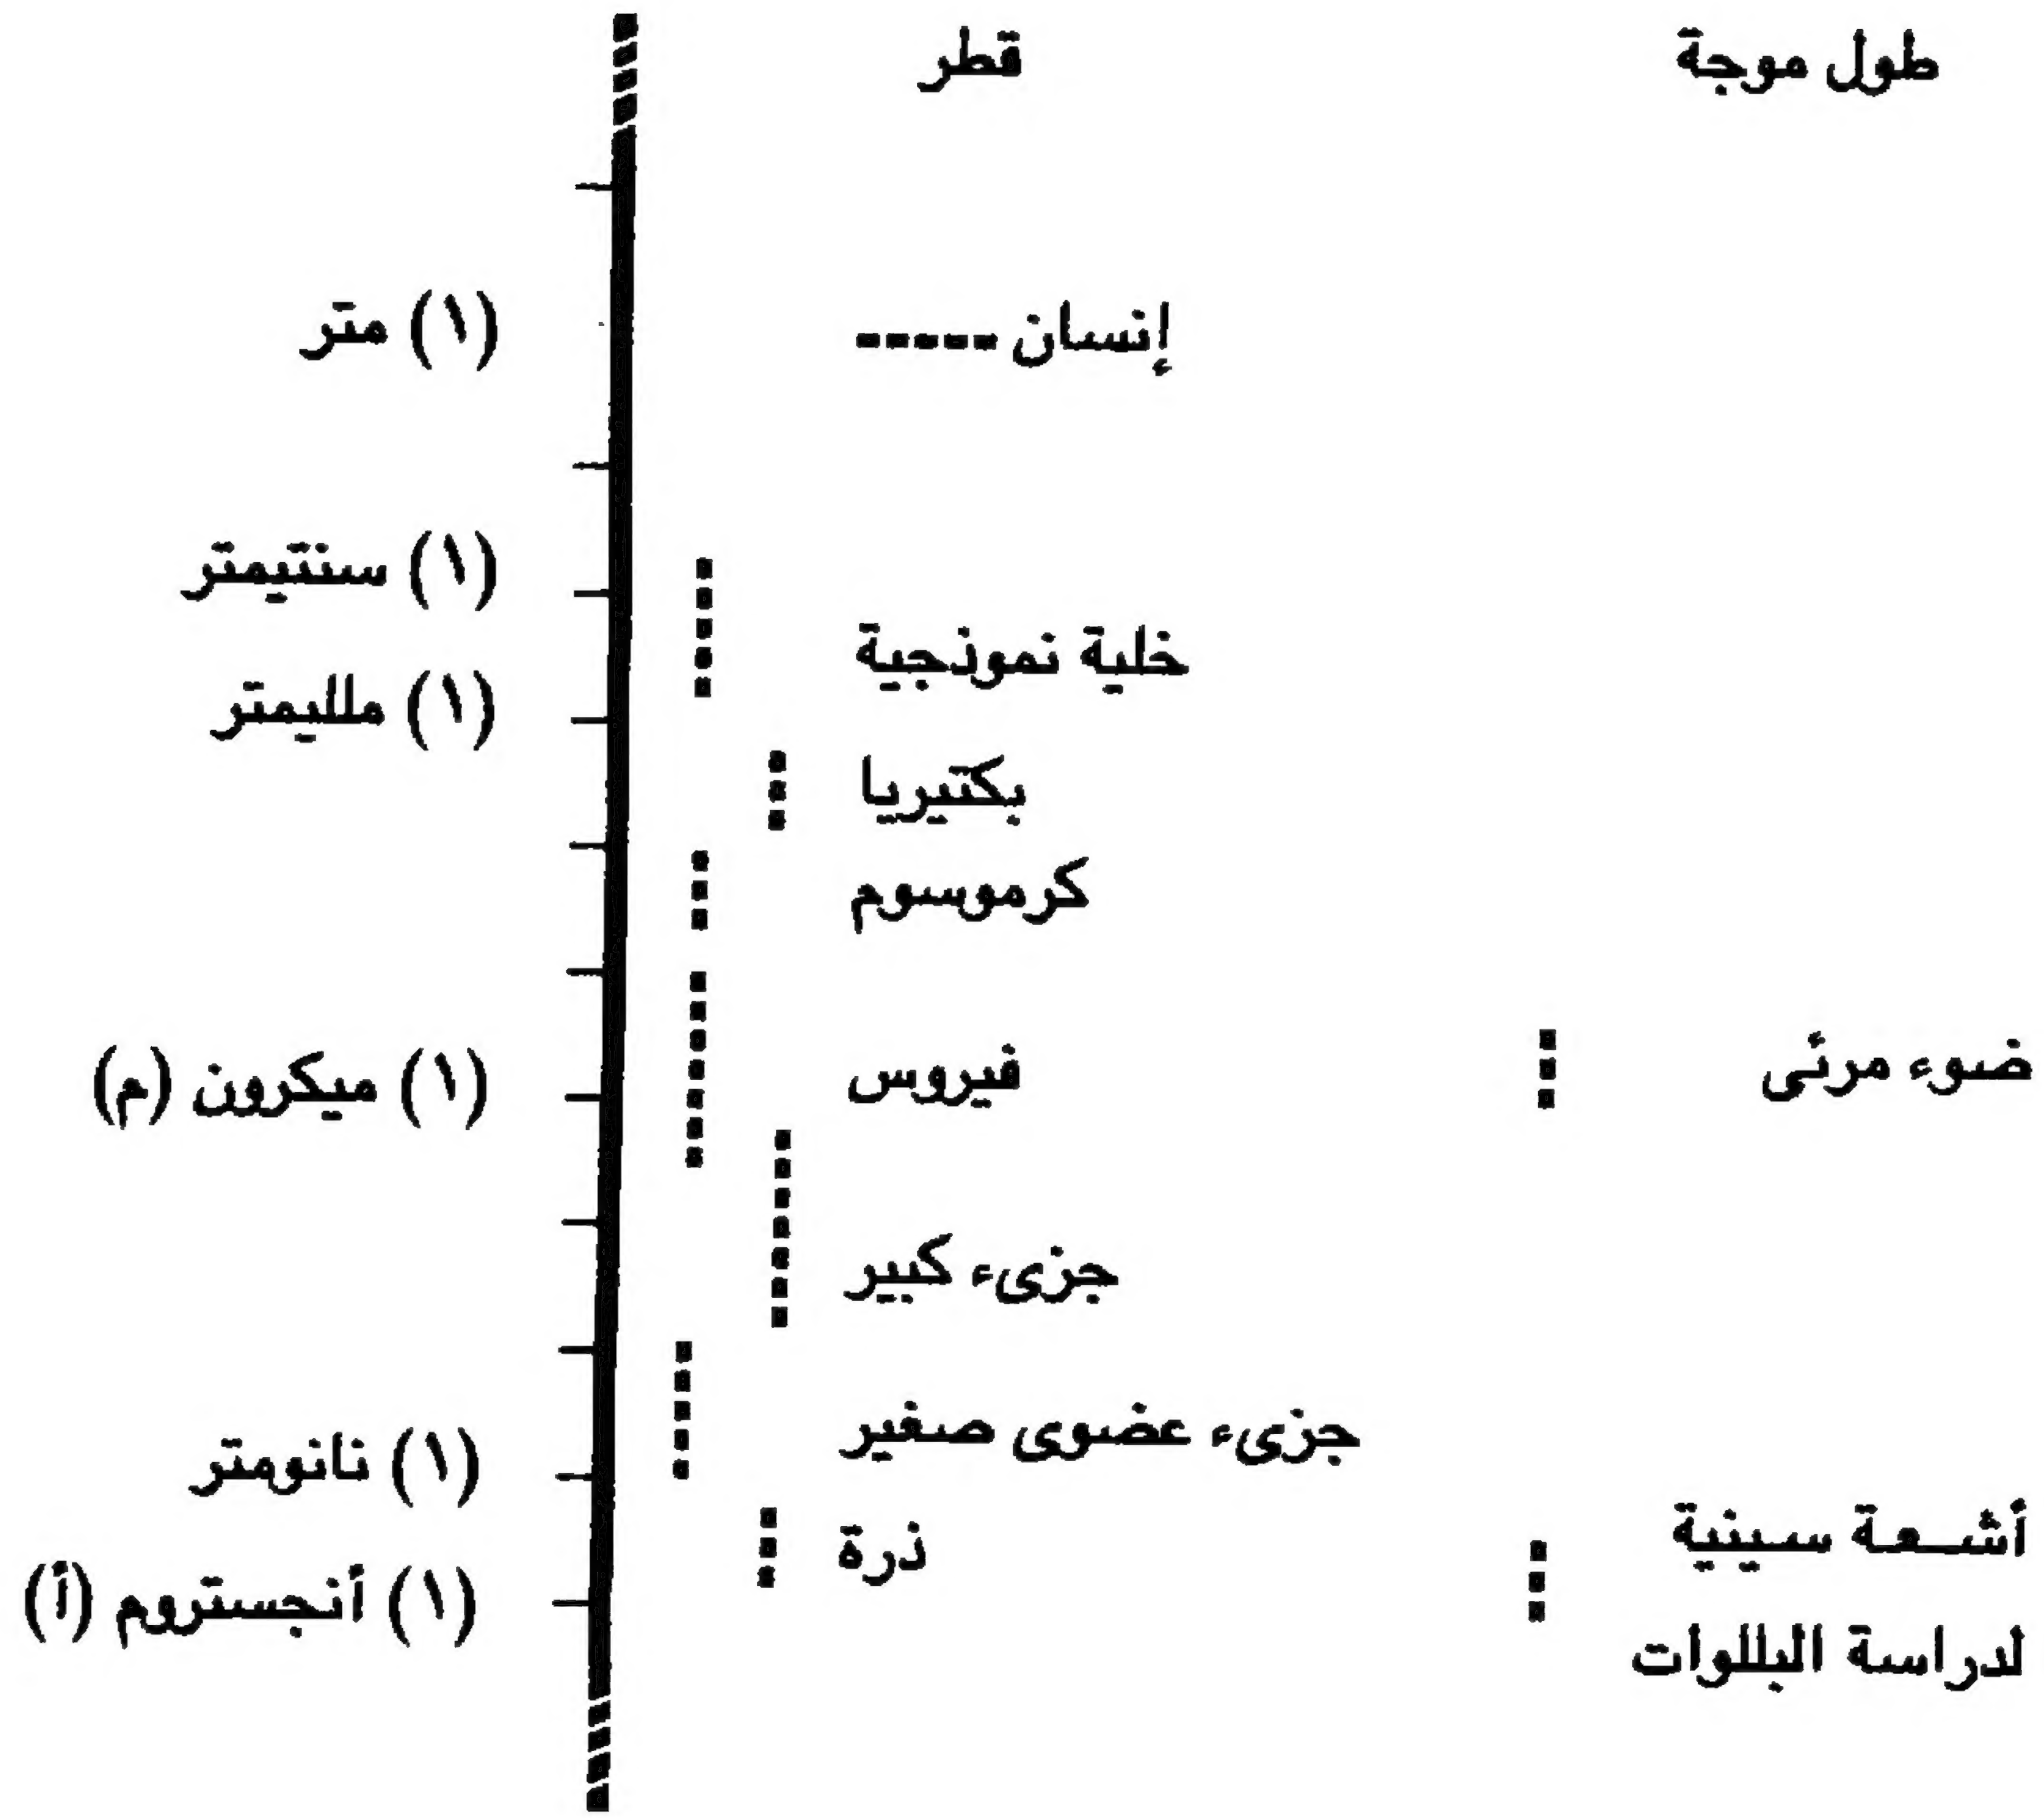 طول موجة
قطر
إنسان
(١) متر
(١) سنتيمتر
خلية نموذجية
(١) ملليمتر
بكتيريا
كرموسوم
ضوء مرئى
فيروس
(١) ميكرون (م)
جزىء كبير
جزىء عضوى صغير
(١) نانومتر
أشعة سينية
لدراسة البللوات
ذرة
(١) أنجستروم (أ)